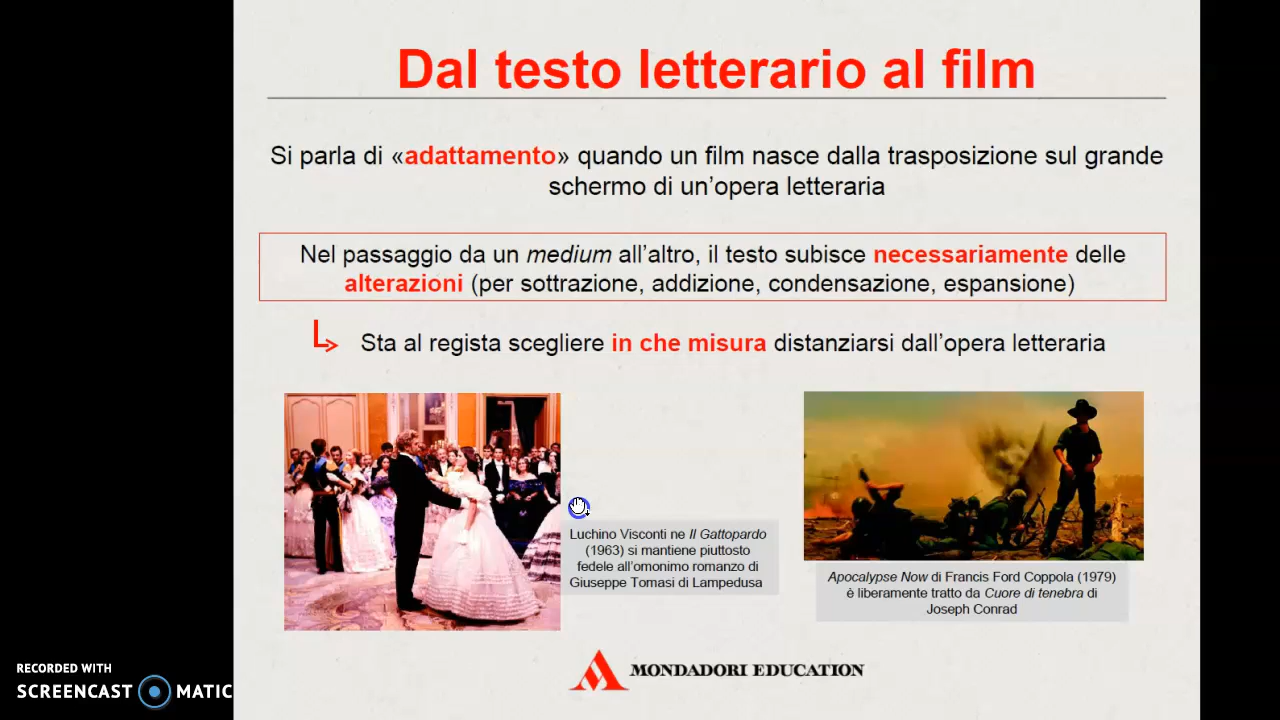 Dal testo letterario al film
Si parla di «adattamento» quando un film nasce dalla trasposizione sul grande
schermo di un'opera letteraria
Nel passaggio da un medium all'altro, il testo subisce necessariamente delle
alterazioni (per sottrazione, addizione, condensazione, espansione)
Sta al regista scegliere in che misura distanziarsi dall'opera letteraria
Luchino Visconti ne Il Gattopardo
(1963) si mantiene piuttosto
fedele all'omonimo romanzo di
Giuseppe Tomasi di Lampedusa
Apocalypse Now di Francis Ford Coppola (1979)
è liberamente tratto da Cuore di tenebra di
Joseph Conrad
MONDADORI EDUCATION
RECORDED WITH
SCREENCAST MATIC